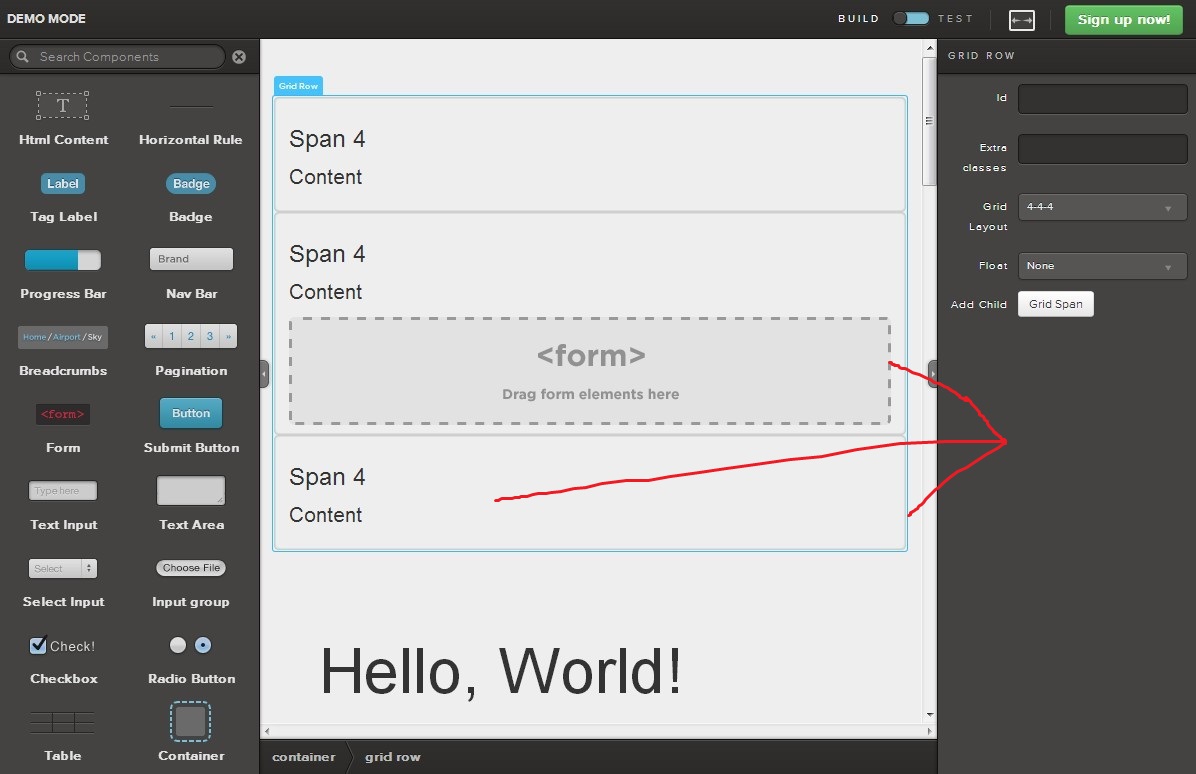 DEMO MODE
BUILD TEST
Sign up now!
Search Components
T
Html Content Horizontal Rule
Label Badge
Tag Label Badge
Brand
Progress Bar Nav Bar
Home / Airport / Sky « 1 2 3 »
Breadcrumbs Pagination
<form> Button
Form Submit Button
Type here
Text Input Text Area
Select Choose File
Select Input Input group
Check!
Checkbox Radio Button
Table Container
Grid Row
Span 4
Content
Span 4
Content
<form>
Drag form elements here
Span 4
Content
Hello, World!
container grid row
GRID ROW
Id
Extra
classes
Grid 4-4-4
Layout
Float None
Add Child Grid Span